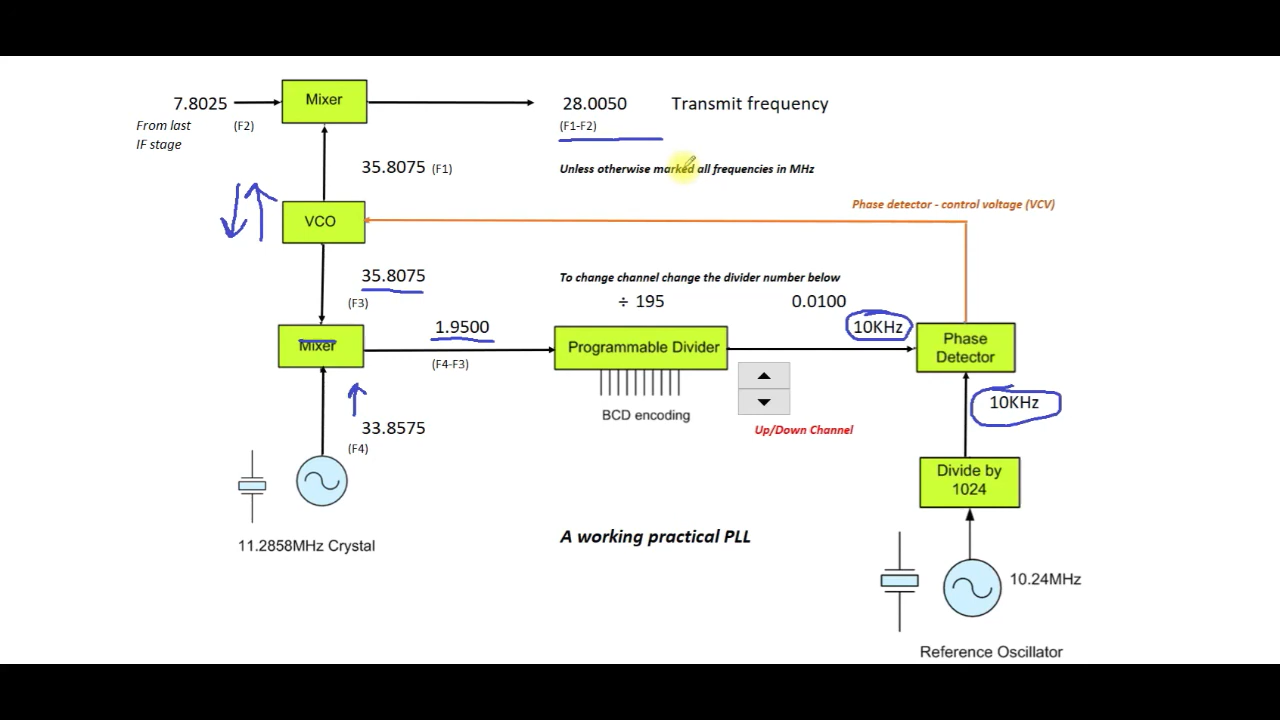 7.8025
Mixer
28.0050
Transmit frequency
From last
IF stage
(F2)
(F1-F2)
35.8075 (F1)
Unless otherwise marked all frequencies in MHz
VCO
Phase detector - control voltage (VCV)
35.8075
(F3)
To change channel change the divider number below
÷ 195
0.0100
Mixer
1.9500
(F4-F3)
Programmable Divider
10KHz
Phase
Detector
BCD encoding
Up/Down Channel
10KHz
33.8575
(F4)
Divide by
1024
11.2858MHz Crystal
A working practical PLL
10.24MHz
Reference Oscillator